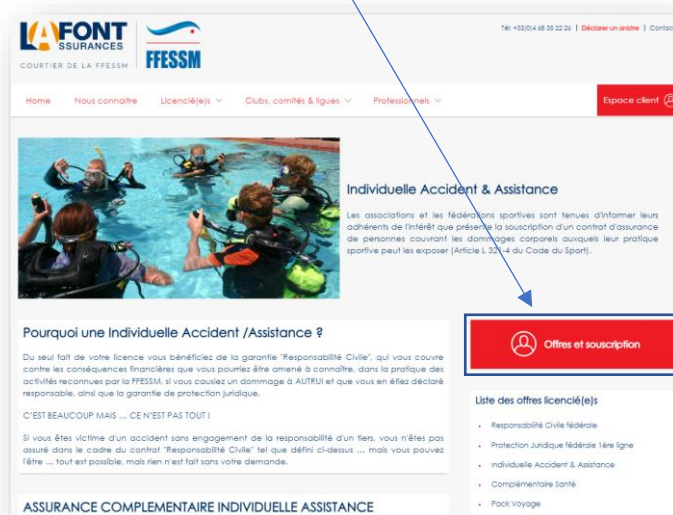 LAFONT
ASSURANCES
COURTIER DE LA FFESSM
FFESSM
Tél: +33(0)4 68 35 22 26 | Déclarer un sinistre | Contac
Home Nous connaître Licencié(e)s Clubs, comités & ligues Professionnels Espace client
Individuelle Accident & Assistance
Les associations et les fédérations sportives sont tenues d'informer leurs
adhérents de l'intérêt que présente la souscription d'un contrat d'assurance
de personnes couvrant les dommages corporels auxquels leur pratique
sportive peut les exposer (Article L 321-4 du Code du Sport).
Pourquoi une Individuelle Accident /Assistance ?
Du seul fait de votre licence vous bénéficiez de la garantie "Responsabilité Civile", qui vous couvre
contre les conséquences financières que vous pourriez être amené à connaître, dans la pratique des
activités reconnues par la FFESSM, si vous causiez un dommage à AUTRUI et que vous en étiez déclaré
responsable, ainsi que la garantie de protection juridique.
C'EST BEAUCOUP MAIS ... CE N'EST PAS TOUT !
Si vous êtes victime d'un accident sans engagement de la responsabilité d'un tiers, vous n'êtes pas
assuré dans le cadre du contrat "Responsabilité Civile" tel que défini ci-dessus ... mais vous pouvez
l'être ... tout est possible, mais rien n'est fait sans votre demande.
ASSURANCE COMPLEMENTAIRE INDIVIDUELLE ASSISTANCE
Offres et souscription
Liste des offres licencié(e)s
Responsabilité Civile fédérale
Protection Juridique fédérale 1ère ligne
Individuelle Accident & Assistance
Complémentaire Santé
Pack Voyage